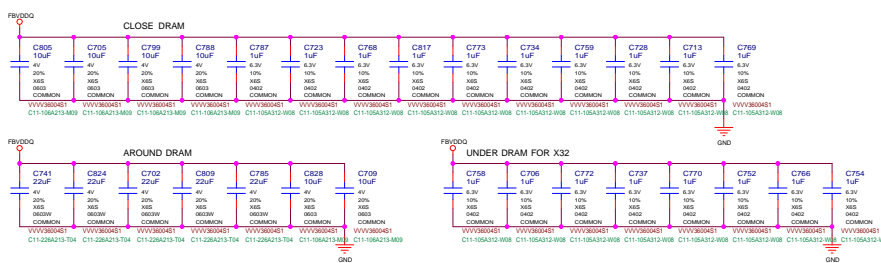 FBVDDQ
CLOSE DRAM
C805 C705 C799 C788 C787 C723 C768 C817 C773 C734 C759 C728 C713 C769
10uF 10uF 10uF 10uF 1uF 1uF 1uF 1uF 1uF 1uF 1uF 1uF 1uF 1uF
4V 4V 4V 4V 6.3V 6.3V 6.3V 6.3V 6.3V 6.3V 6.3V 6.3V 6.3V 6.3V
20% 20% 20% 20% 10% 10% 10% 10% 10% 10% 10% 10% 10% 10%
X6S X6S X6S X6S X6S X6S X6S X6S X6S X6S X6S X6S X6S X6S
0603 0603 0603 0603 0402 0402 0402 0402 0402 0402 0402 0402 0402 0402
COMMON COMMON COMMON COMMON COMMON COMMON COMMON COMMON COMMON COMMON COMMON COMMON COMMON COMMON
VVVV36004S1 VVVV36004S1 VVVV36004S1 VVVV36004S1 VVVV36004S1 VVVV36004S1 VVVV36004S1 VVVV36004S1 VVVV36004S1 VVVV36004S1 VVVV36004S1 VVVV36004S1 VVVV36004S1 VVVV36004S1
C11-106A213-M09 C11-106A213-M09 C11-106A213-M09 C11-106A213-M09 C11-105A312-W08 C11-105A312-W08 C11-105A312-W08 C11-105A312-W08 C11-105A312-W08 C11-105A312-W08 C11-105A312-W08 C11-105A312-W08 C11-105A312-W08 C11-105A312-W08
GND
FBVDDQ
AROUND DRAM
C741 C824 C702 C809 C785 C828 C709
22uF 22uF 22uF 22uF 22uF 10uF 10uF
4V 4V 4V 4V 4V 4V 4V
20% 20% 20% 20% 20% 20% 20%
X6S X6S X6S X6S X6S X6S X6S
0603W 0603W 0603W 0603W 0603W 0603 0603
COMMON COMMON COMMON COMMON COMMON COMMON COMMON
VVVV36004S1 VVVV36004S1 VVVV36004S1 VVVV36004S1 VVVV36004S1 VVVV36004S1 VVVV36004S1
C11-226A213-T04 C11-226A213-T04 C11-226A213-T04 C11-226A213-T04 C11-226A213-T04 C11-106A213-M09 C11-106A213-M09
GND
FBVDDQ
UNDER DRAM FOR X32
C758 C706 C772 C737 C770 C752 C766 C754
1uF 1uF 1uF 1uF 1uF 1uF 1uF 1uF
6.3V 6.3V 6.3V 6.3V 6.3V 6.3V 6.3V 6.3V
10% 10% 10% 10% 10% 10% 10% 10%
X6S X6S X6S X6S X6S X6S X6S X6S
0402 0402 0402 0402 0402 0402 0402 0402
COMMON COMMON COMMON COMMON COMMON COMMON COMMON COMMON
VVVV36004S1 VVVV36004S1 VVVV36004S1 VVVV36004S1 VVVV36004S1 VVVV36004S1 VVVV36004S1 VVVV36004S1
C11-105A312-W08 C11-105A312-W08 C11-105A312-W08 C11-105A312-W08 C11-105A312-W08 C11-105A312-W08 C11-105A312-W08 C11-105A312-W
GND